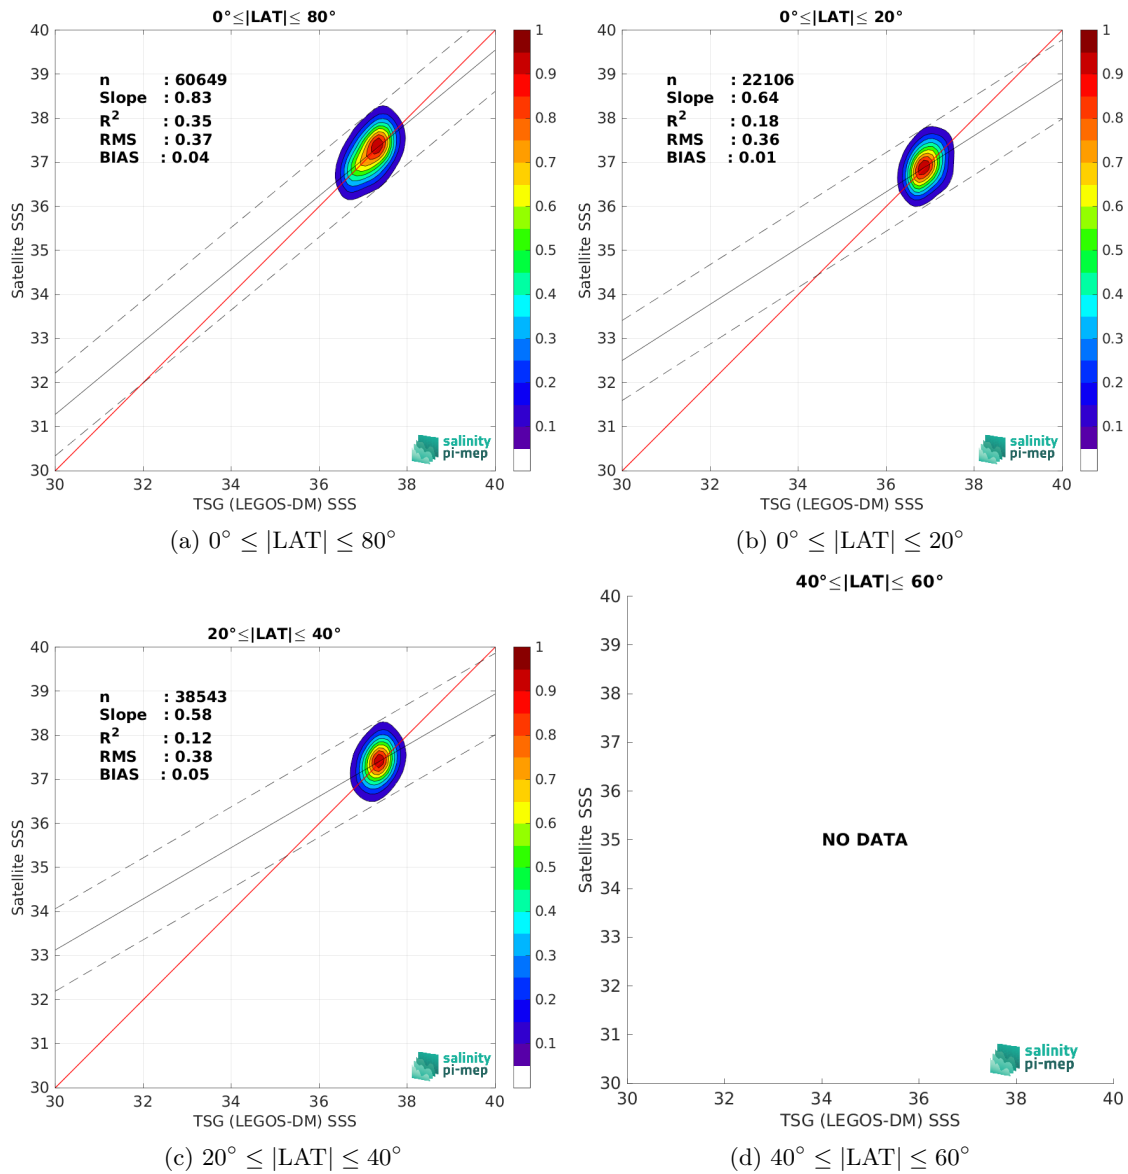 0°≤|LAT|≤ 80°
40
39
38
37
36
35
34
33
32
31
30
Satellite SSS
n : 60649
Slope : 0.83
R² : 0.35
RMS : 0.37
BIAS : 0.04
1
0.9
0.8
0.7
0.6
0.5
0.4
0.3
0.2
0.1
salinity
pi-mep
30 32 34 36 38 40
TSG (LEGOS-DM) SSS
(a) 0° ≤ |LAT| ≤ 80°
0°≤|LAT|≤ 20°
40
39
38
37
36
35
34
33
32
31
30
Satellite SSS
n : 22106
Slope : 0.64
R² : 0.18
RMS : 0.36
BIAS : 0.01
1
0.9
0.8
0.7
0.6
0.5
0.4
0.3
0.2
0.1
salinity
pi-mep
30 32 34 36 38 40
TSG (LEGOS-DM) SSS
(b) 0° ≤ |LAT| ≤ 20°
20°≤|LAT|≤ 40°
40
39
38
37
36
35
34
33
32
31
30
Satellite SSS
n : 38543
Slope : 0.58
R² : 0.12
RMS : 0.38
BIAS : 0.05
1
0.9
0.8
0.7
0.6
0.5
0.4
0.3
0.2
0.1
salinity
pi-mep
30 32 34 36 38 40
TSG (LEGOS-DM) SSS
(c) 20° ≤ |LAT| ≤ 40°
40°≤|LAT|≤ 60°
40
39
38
37
36
35
34
33
32
31
30
Satellite SSS
NO DATA
salinity
pi-mep
30 32 34 36 38 40
TSG (LEGOS-DM) SSS
(d) 40° ≤ |LAT| ≤ 60°